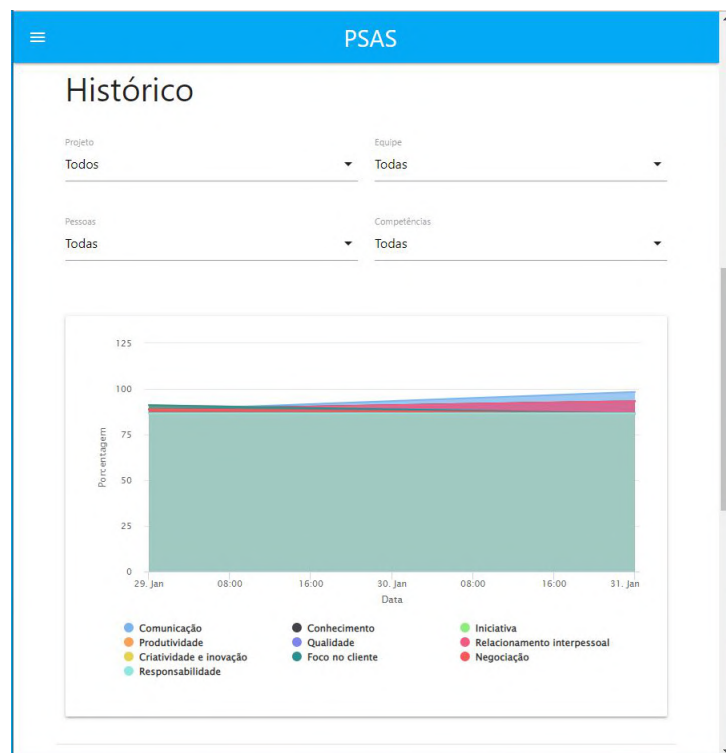 PSAS
Histórico
Projeto
Equipe
Todos
Todas
Pessoas
Competências
Todas
Todas
125
100
75
50
25
0
Porcentagem
29. Jan
08:00
16:00
30. Jan
08:00
16:00
31. Jan
Data
Comunicação
Conhecimento
Iniciativa
Produtividade
Qualidade
Relacionamento interpessoal
Criatividade e inovação
Foco no cliente
Negociação
Responsabilidade